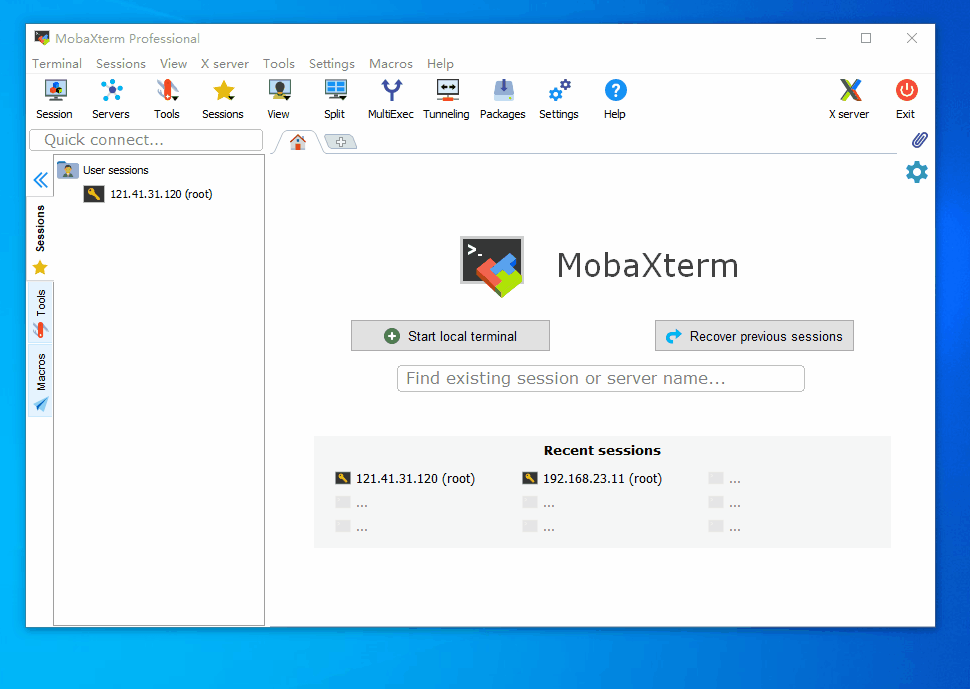 MobaXterm Professional
Terminal Sessions View X server Tools Settings Macros Help
Session Servers Tools Sessions View Split MultiExec Tunneling Packages Settings Help X server Exit
Quick connect...
User sessions
121.41.31.120 (root)
Sessions
Tools
Macros
>_
MobaXterm
Start local terminal
Recover previous sessions
Find existing session or server name...
Recent sessions
121.41.31.120 (root) 192.168.23.11 (root) ...
... ... ...
... ... ...